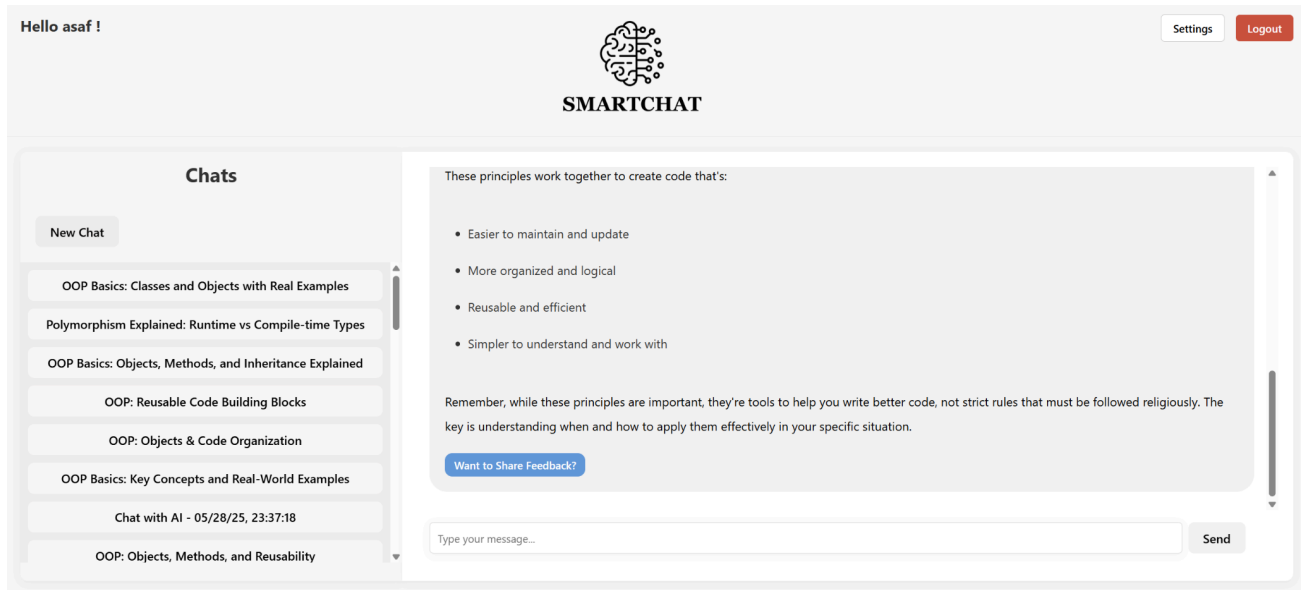 Hello asaf !
Settings
Logout
SMARTCHAT
Chats
New Chat
OOP Basics: Classes and Objects with Real Examples
Polymorphism Explained: Runtime vs Compile-time Types
OOP Basics: Objects, Methods, and Inheritance Explained
OOP: Reusable Code Building Blocks
OOP: Objects & Code Organization
OOP Basics: Key Concepts and Real-World Examples
Chat with AI - 05/28/25, 23:37:18
OOP: Objects, Methods, and Reusability
These principles work together to create code that's:
• Easier to maintain and update
• More organized and logical
• Reusable and efficient
• Simpler to understand and work with
Remember, while these principles are important, they're tools to help you write better code, not strict rules that must be followed religiously. The
key is understanding when and how to apply them effectively in your specific situation.
Want to Share Feedback?
Type your message...
Send